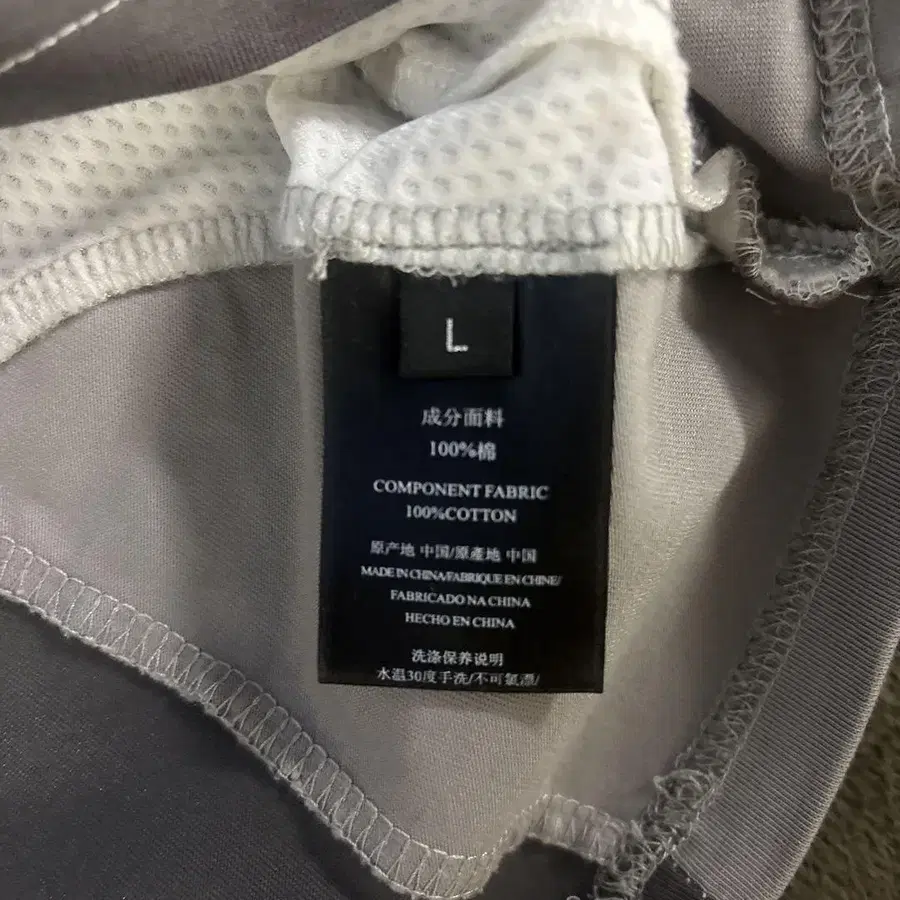 L
成分面料
100%棉
COMPONENT FABRIC
100%COTTON
原产地 中国/原產地 中国
MADE IN CHINA/FABRIQUE EN CHINE/
FABRICADO NA CHINA
HECHO EN CHINA
洗涤保养说明
水温30度手洗/不可氯漂/